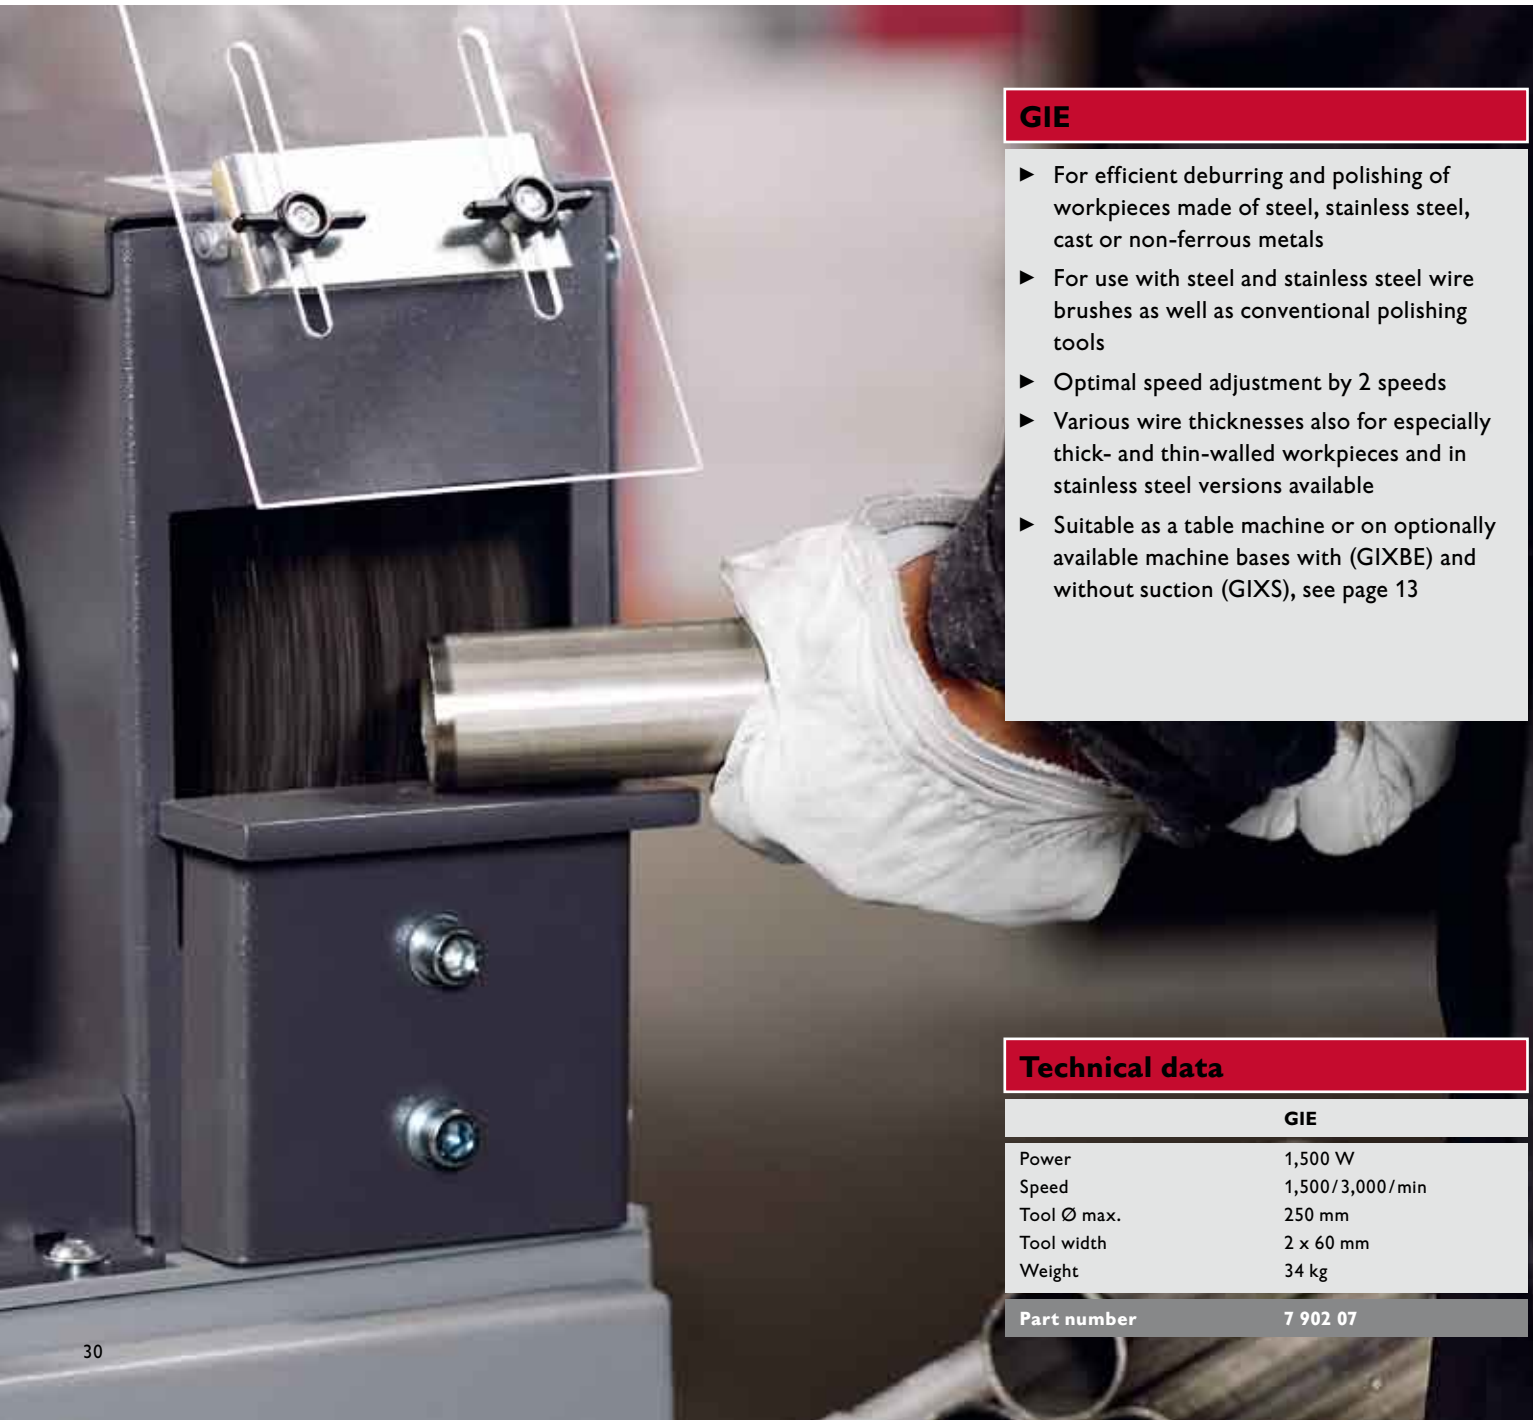 GIE
► For efficient deburring and polishing of
workpieces made of steel, stainless steel,
cast or non-ferrous metals
► For use with steel and stainless steel wire
brushes as well as conventional polishing
tools
► Optimal speed adjustment by 2 speeds
► Various wire thicknesses also for especially
thick- and thin-walled workpieces and in
stainless steel versions available
► Suitable as a table machine or on optionally
available machine bases with (GIXBE) and
without suction (GIXS), see page 13
Technical data
GIE
Power 1,500 W
Speed 1,500/3,000/min
Tool Ø max. 250 mm
Tool width 2 x 60 mm
Weight 34 kg
Part number 7 902 07
30